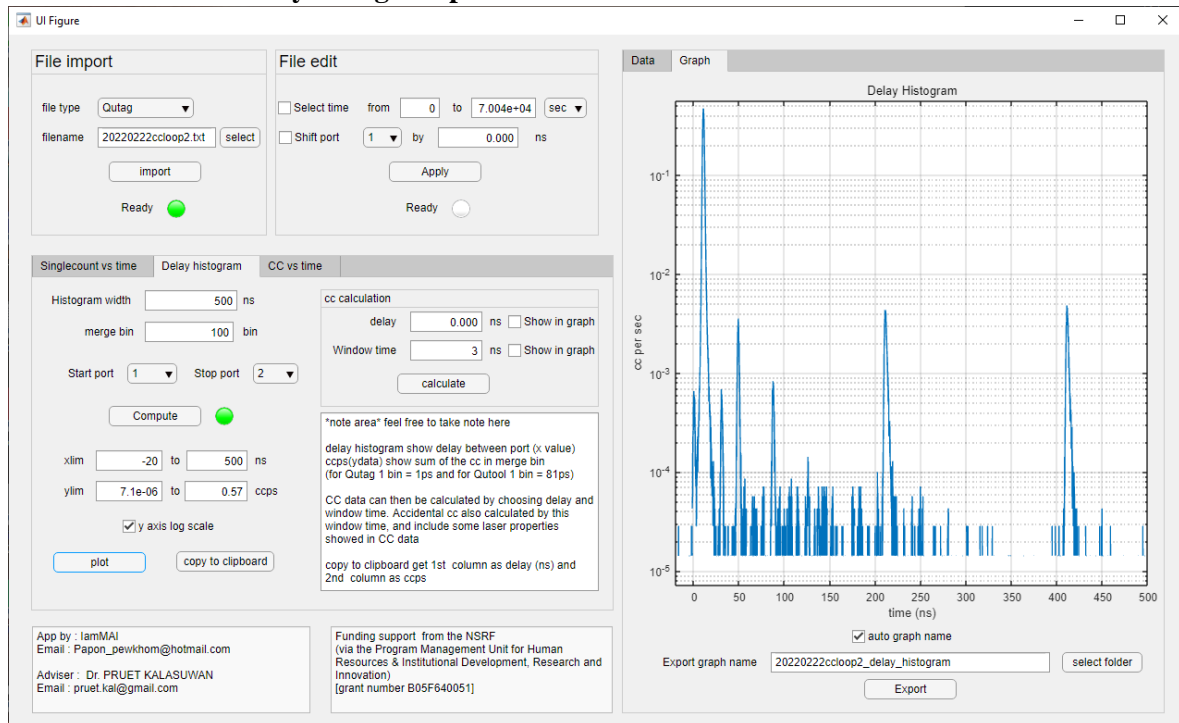 UI Figure
File import
file type Qutag
filename 20220222ccloop2.txt select
import
Ready
File edit
Select time from 0 to 7.004e+04 sec
Shift port 1 by 0.000 ns
Apply
Ready
Singlecount vs time Delay histogram CC vs time
Histogram width 500 ns
merge bin 100 bin
Start port 1 Stop port 2
Compute
xlim -20 to 500 ns
ylim 7.1e-06 to 0.57 ccps
y axis log scale
plot copy to clipboard
cc calculation
delay 0.000 ns Show in graph
Window time 3 ns Show in graph
calculate
*note area* feel free to take note here
delay histogram show delay between port (x value)
ccps(ydata) show sum of the cc in merge bin
(for Qutag 1 bin = 1ps and for Qutool 1 bin = 81ps)
CC data can then be calculated by choosing delay and
window time. Accidental cc also calculated by this
window time, and include some laser properties
showed in CC data
copy to clipboard get 1st column as delay (ns) and
2nd column as ccps
App by : IamMAI
Email : Papon_pewkhom@hotmail.com
Adviser : Dr. PRUET KALASUWAN
Email : pruet.kal@gmail.com
Funding support from the NSRF
(via the Program Management Unit for Human
Resources & Institutional Development, Research and
Innovation)
[grant number B05F640051]
Data Graph
Delay Histogram
cc per sec
10-1
10-2
10-3
10-4
10-5
0 50 100 150 200 250 300 350 400 450 500
time (ns)
auto graph name
Export graph name 20220222ccloop2_delay_histogram select folder
Export